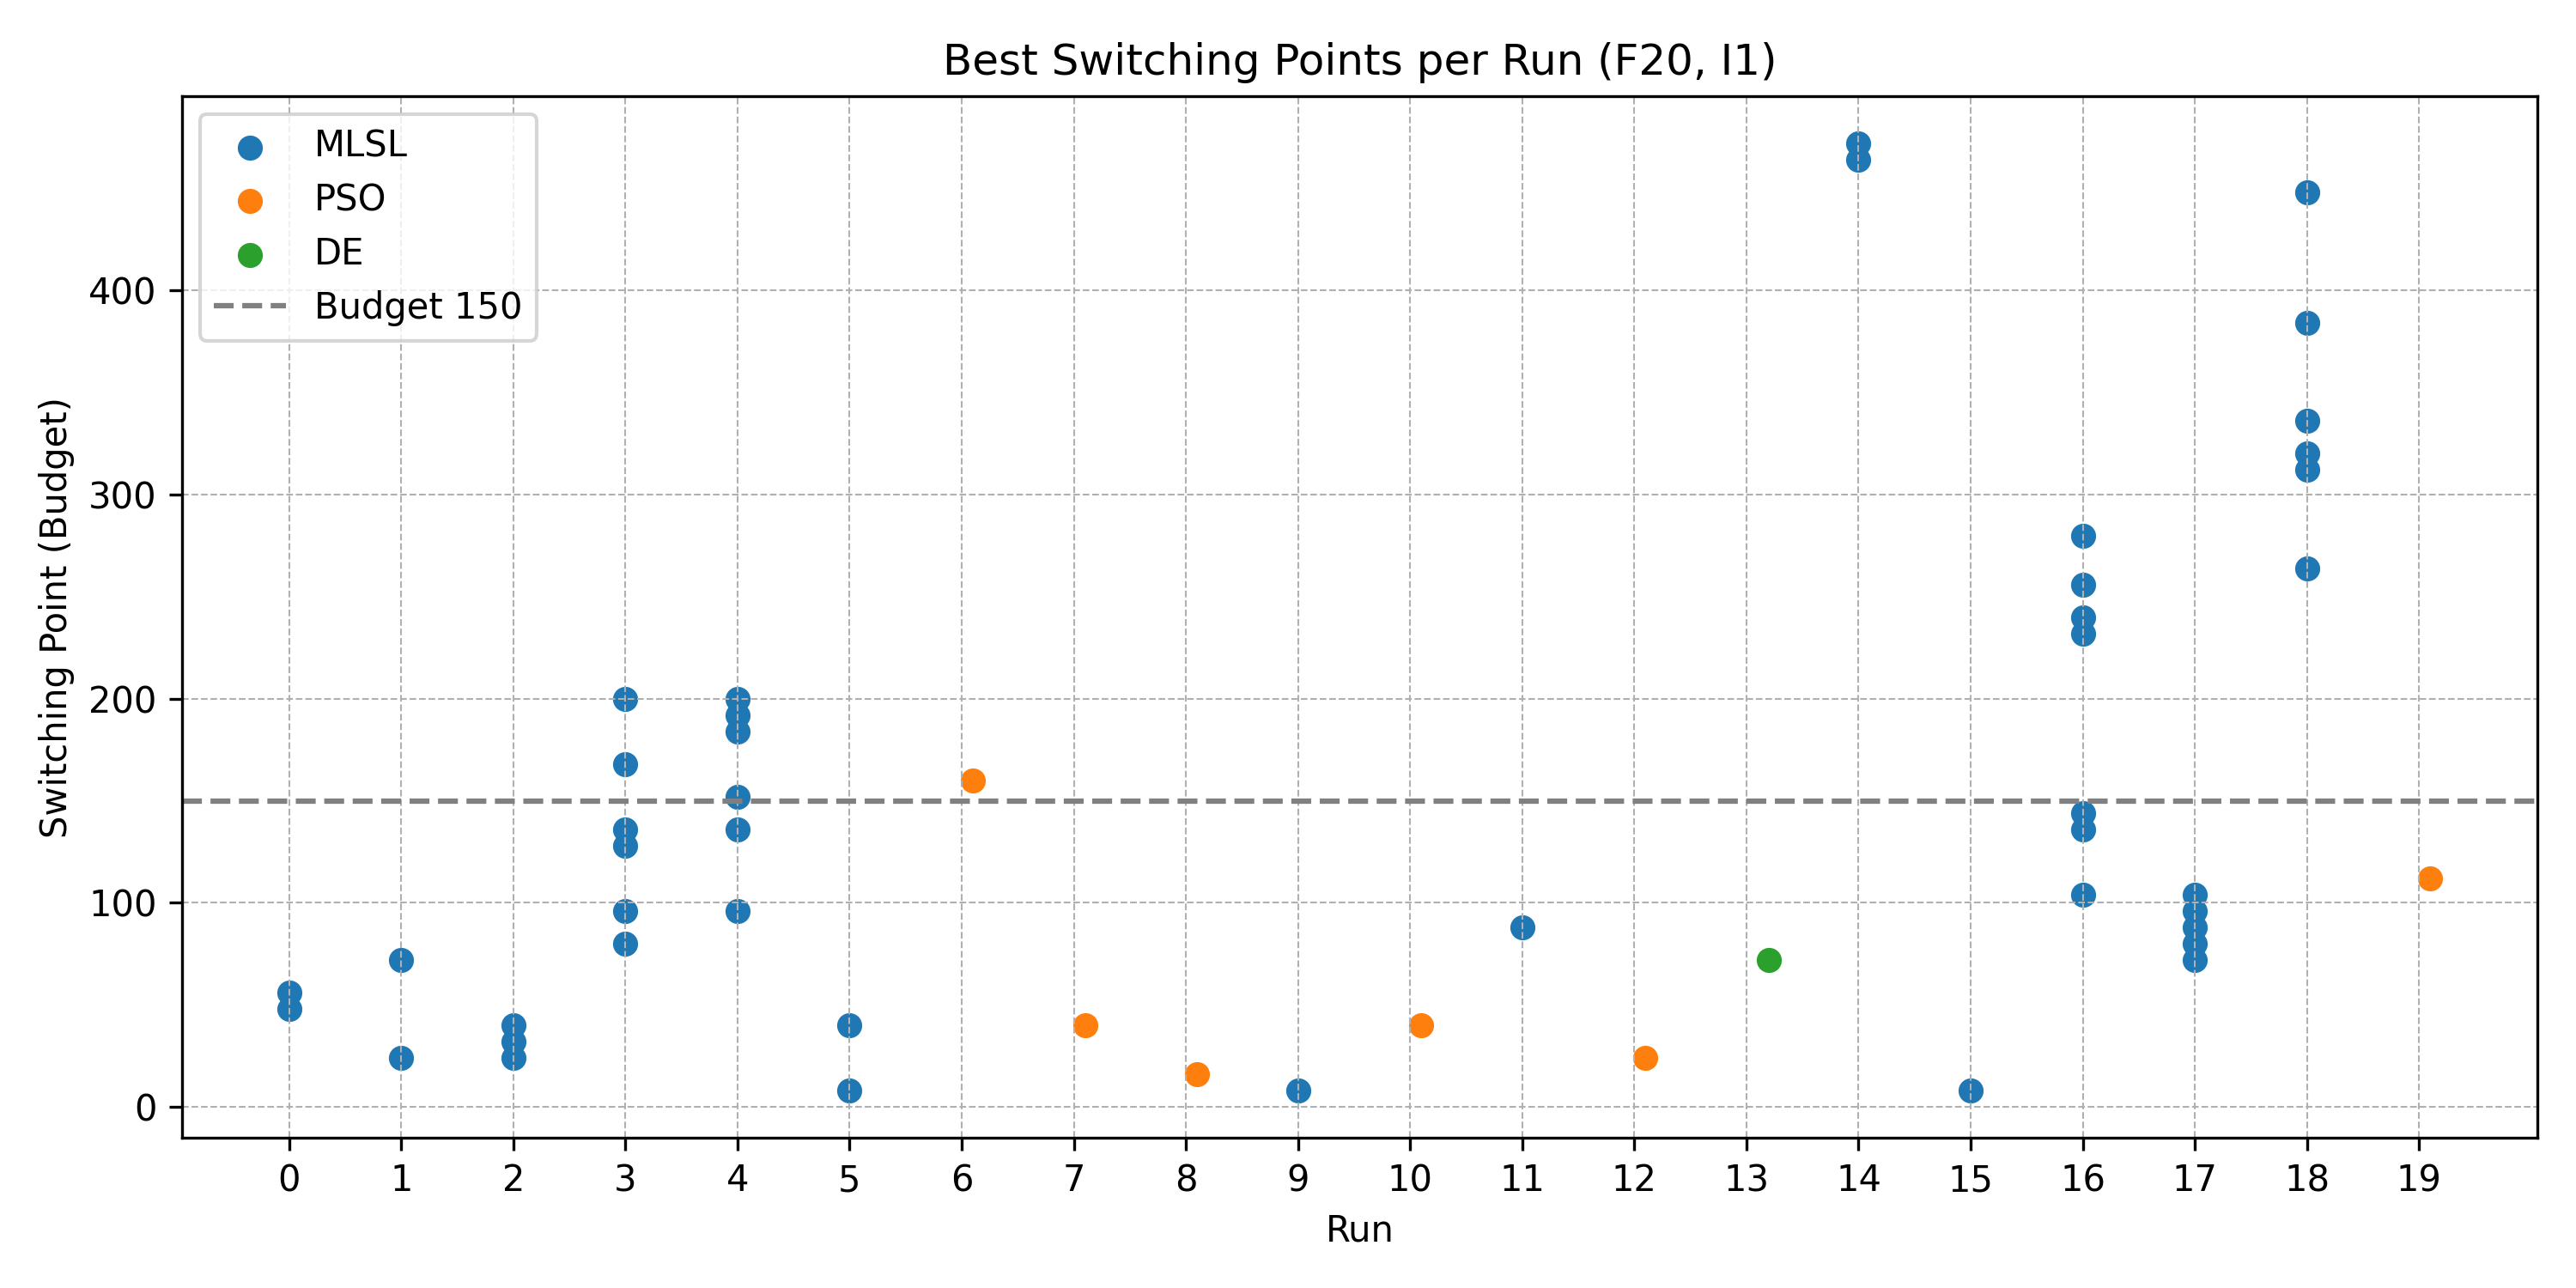 Best Switching Points per Run (F20, I1)
MLSL
PSO
DE
Budget 150
Switching Point (Budget)
400
300
200
100
0
0 1 2 3 4 5 6 7 8 9 10 11 12 13 14 15 16 17 18 19
Run